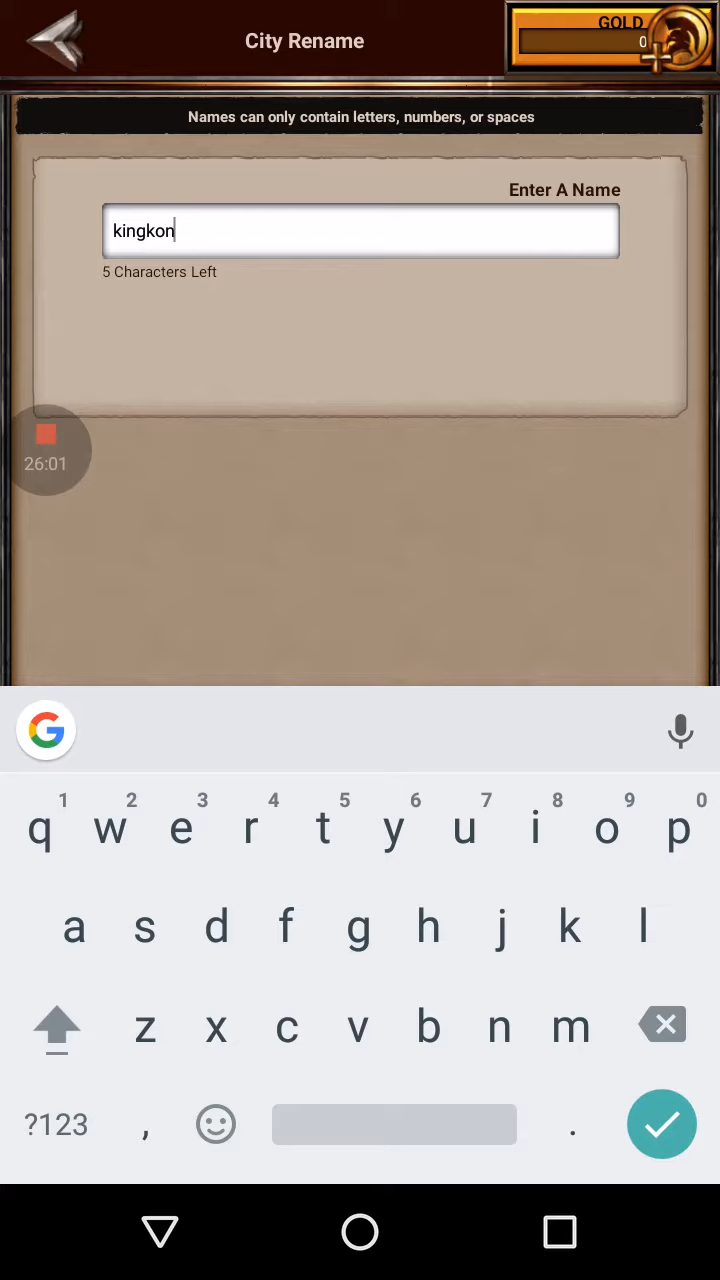 City Rename
GOLD
0
Names can only contain letters, numbers, or spaces
Enter A Name
kingkon
5 Characters Left
26:01
G
1 2 3 4 5 6 7 8 9 0
q w e r t y u i o p
a s d f g h j k l
z x c v b n m
?123 , .